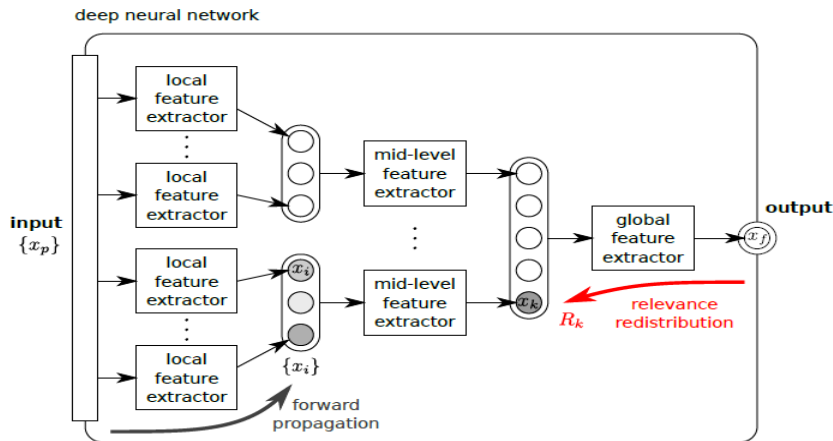 deep neural network
local
feature
extractor
⋮
local
feature
extractor
input
{x_p}
local
feature
extractor
⋮
local
feature
extractor
x_i
{x_i}
forward
propagation
mid-level
feature
extractor
⋮
mid-level
feature
extractor
x_k
R_k
global
feature
extractor
relevance
redistribution
output
x_f